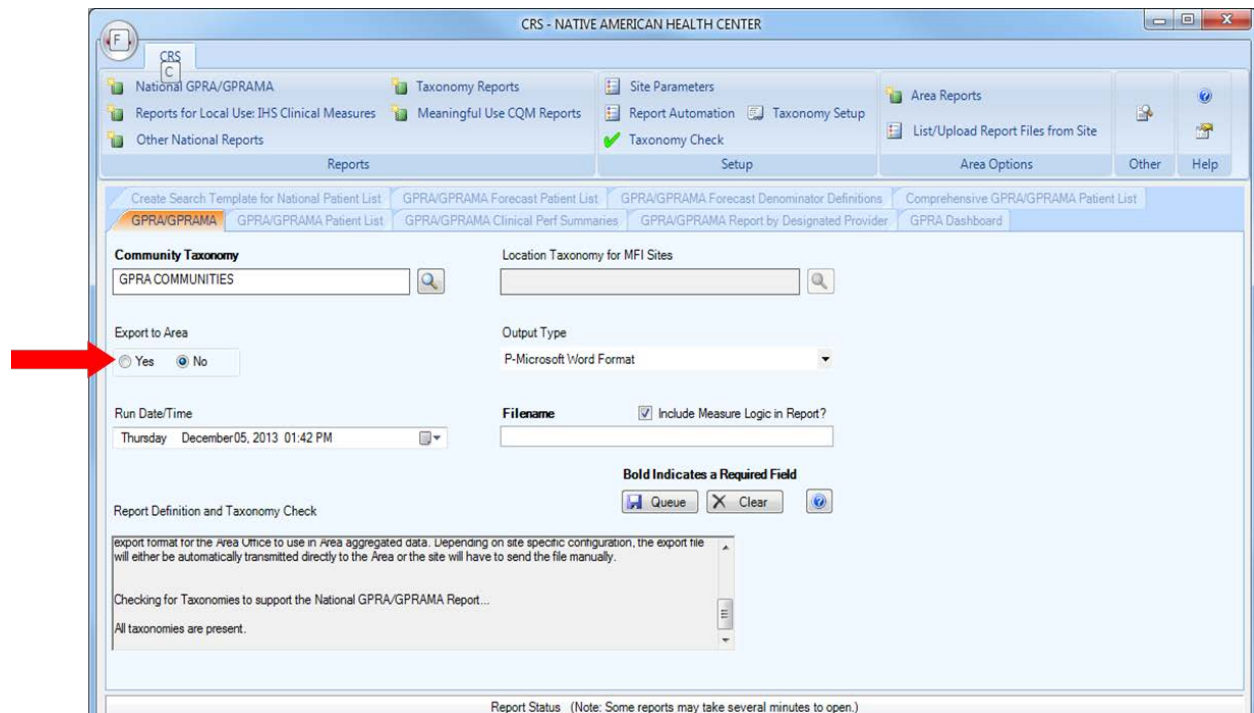 CRS - NATIVE AMERICAN HEALTH CENTER
F
CRS
C
National GPRA/GPRAMA
Taxonomy Reports
Site Parameters
Area Reports
Reports for Local Use: IHS Clinical Measures
Meaningful Use CQM Reports
Report Automation
Taxonomy Setup
List/Upload Report Files from Site
Other National Reports
Taxonomy Check
Reports
Setup
Area Options
Other
Help
Create Search Template for National Patient List
GPRA/GPRAMA Forecast Patient List
GPRA/GPRAMA Forecast Denominator Definitions
Comprehensive GPRA/GPRAMA Patient List
GPRA/GPRAMA
GPRA/GPRAMA Patient List
GPRA/GPRAMA Clinical Perf Summaries
GPRA/GPRAMA Report by Designated Provider
GPRA Dashboard
Community Taxonomy
Location Taxonomy for MFI Sites
GPRA COMMUNITIES
Export to Area
Output Type
Yes
No
P-Microsoft Word Format
Run Date/Time
Filename
Include Measure Logic in Report?
Thursday December 05, 2013 01:42 PM
Bold Indicates a Required Field
Queue
Clear
Report Definition and Taxonomy Check
export format for the Area Office to use in Area aggregated data. Depending on site specific configuration, the export file
will either be automatically transmitted directly to the Area or the site will have to send the file manually.
Checking for Taxonomies to support the National GPRA/GPRAMA Report...
All taxonomies are present.
Report Status (Note: Some reports may take several minutes to open.)